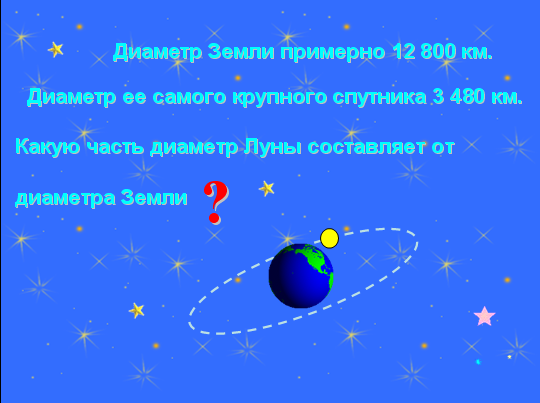 Диаметр Земли примерно 12 800 км.
Диаметр ее самого крупного спутника 3 480 км.
Какую часть диаметр Луны составляет от
диаметра Земли ?